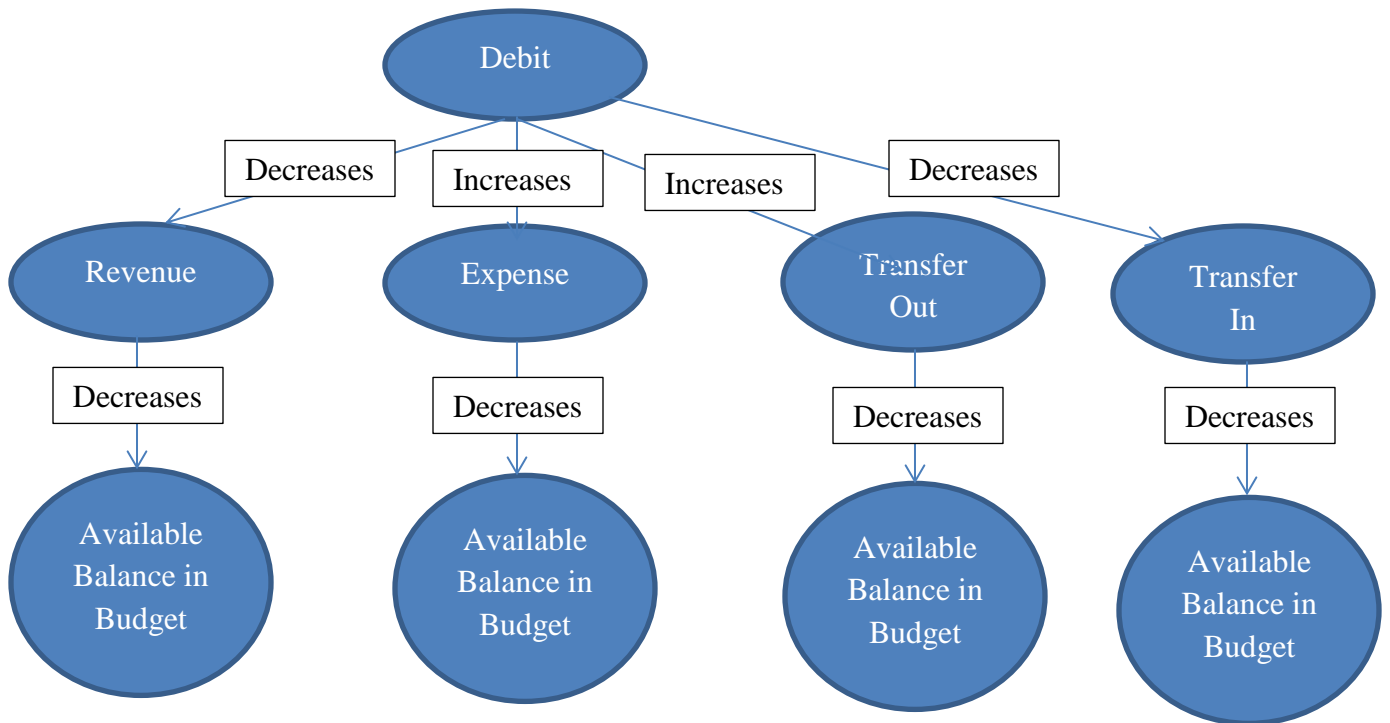 Debit
Decreases
Increases
Increases
Decreases
Revenue
Expense
Transfer
Out
Transfer
In
Decreases
Decreases
Decreases
Decreases
Available
Balance in
Budget
Available
Balance in
Budget
Available
Balance in
Budget
Available
Balance in
Budget